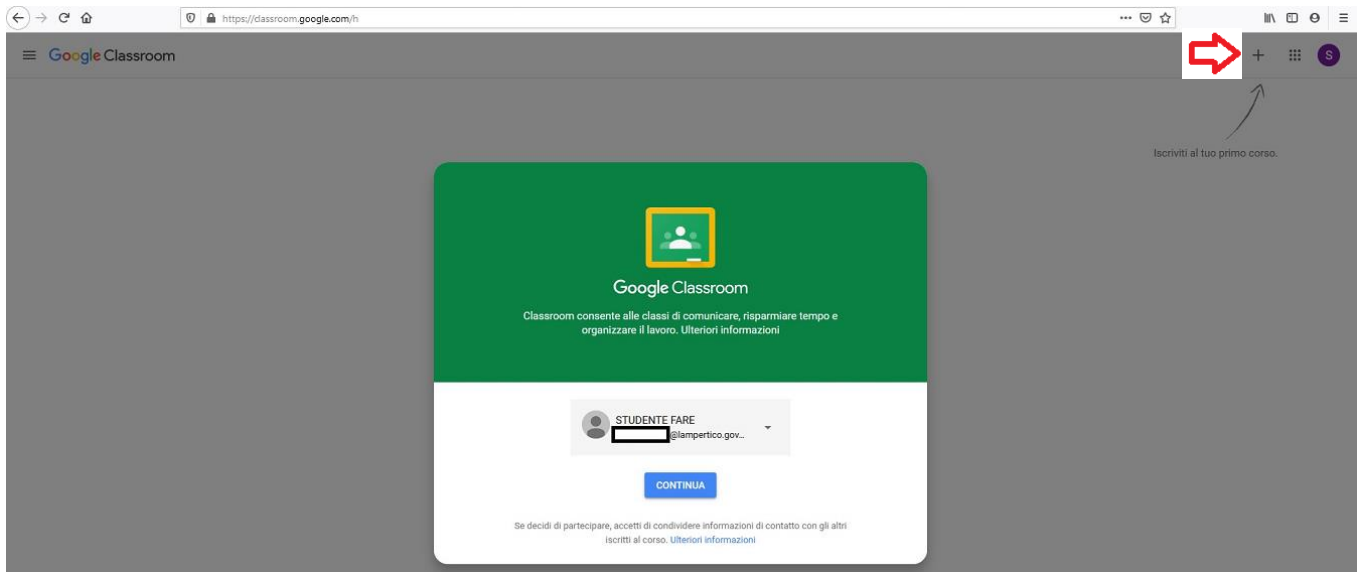 https://classroom.google.com/h
Google Classroom
S
Iscriviti al tuo primo corso.
Google Classroom
Classroom consente alle classi di comunicare, risparmiare tempo e
organizzare il lavoro. Ulteriori informazioni
STUDENTE FARE
@lampertico.gov...
CONTINUA
Se decidi di partecipare, accetti di condividere informazioni di contatto con gli altri
iscritti al corso. Ulteriori informazioni